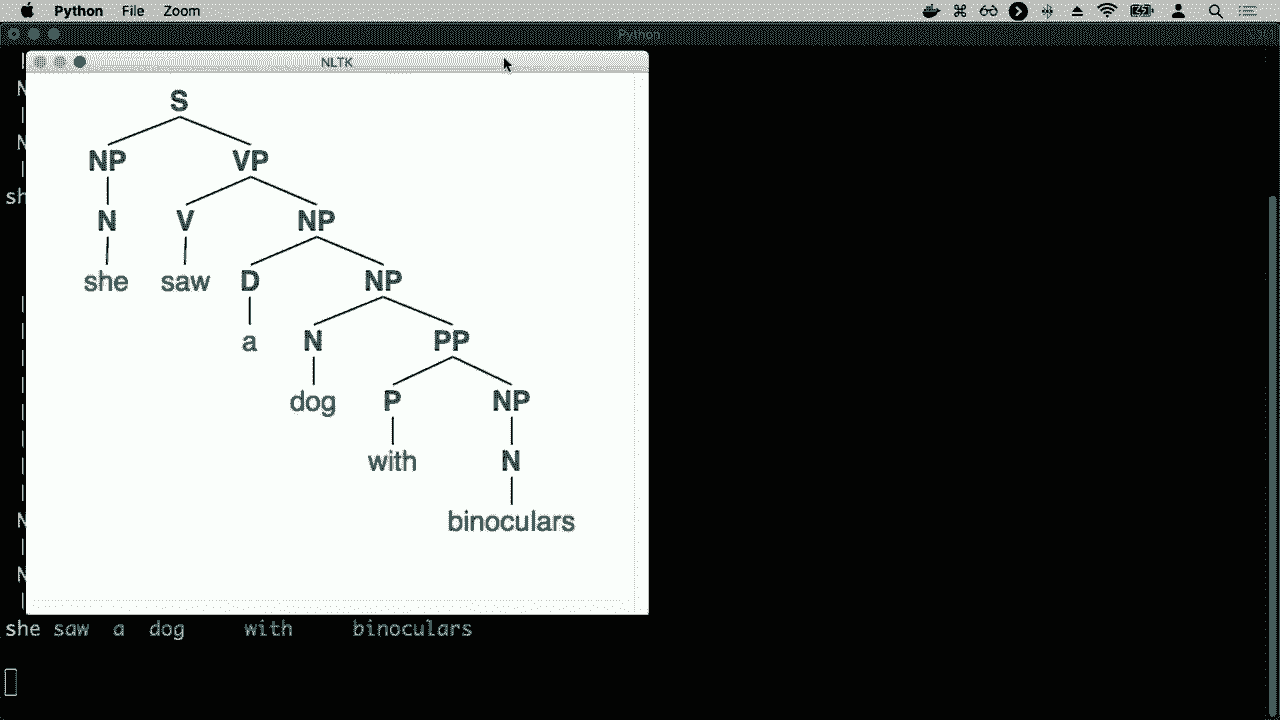 Python File Zoom
Python
NLTK
S
NP VP
N V NP
she saw D NP
a N PP
dog P NP
with N
binoculars
N
N
sh
N
N
she saw a dog with binoculars